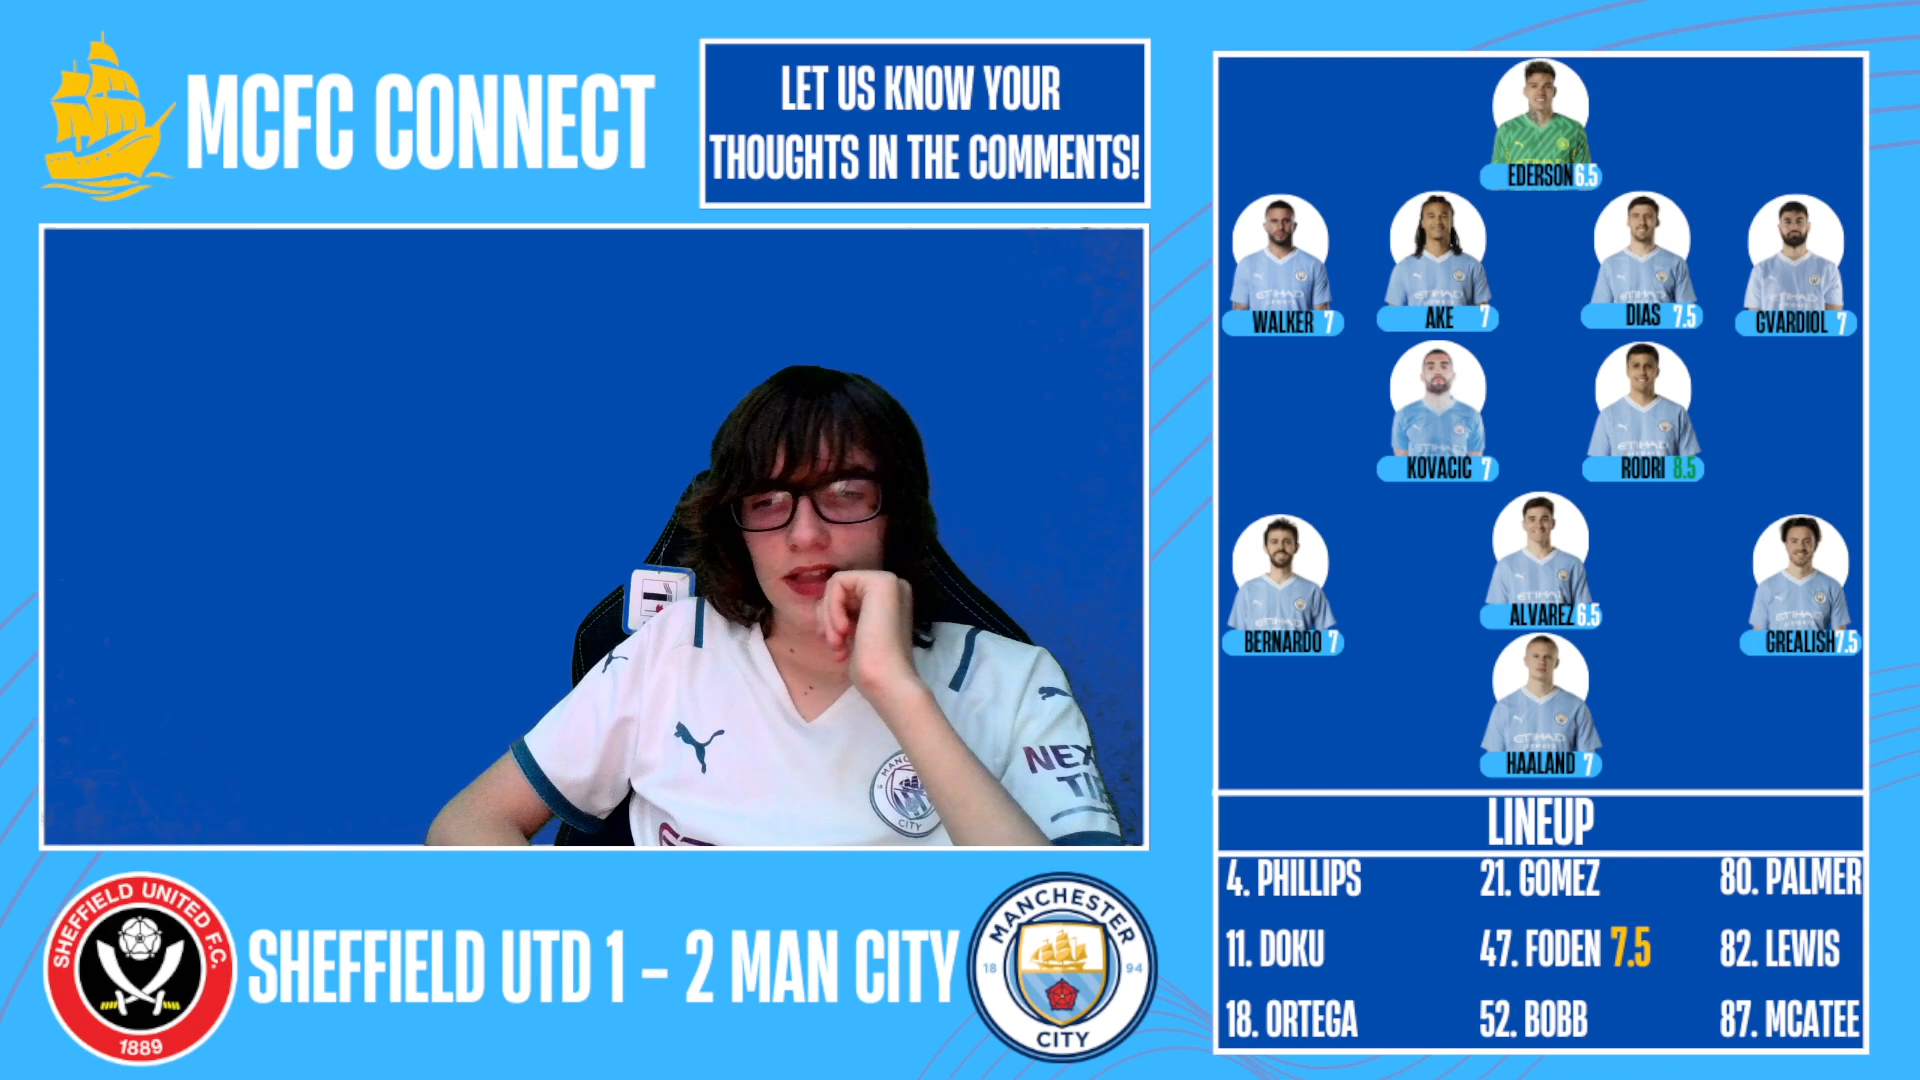 MCFC CONNECT
LET US KNOW YOUR
THOUGHTS IN THE COMMENTS!
EDERSON 6.5
WALKER 7
AKE 7
DIAS 7.5
GVARDIOL 7
KOVACIC 7
RODRI 8.5
BERNARDO 7
ALVAREZ 6.5
GREALISH 7.5
HAALAND 7
LINEUP
4. PHILLIPS
21. GOMEZ
80. PALMER
11. DOKU
47. FODEN 7.5
82. LEWIS
18. ORTEGA
52. BOBB
87. MCATEE
SHEFFIELD UNITED F.C.
1889
SHEFFIELD UTD 1 - 2 MAN CITY
MANCHESTER
18 94
CITY
CITY